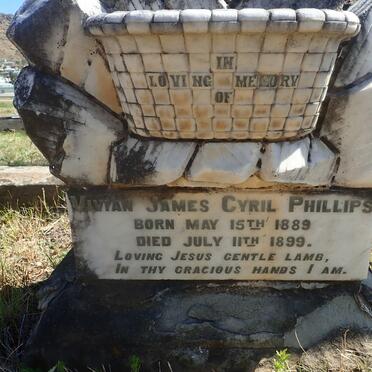 IN
LOVING MEMORY
OF
VIVIAN JAMES CYRIL PHILLIPS
BORN MAY 15TH 1889
DIED JULY 11TH 1899.
LOVING JESUS GENTLE LAMB,
IN THY GRACIOUS HANDS I AM.